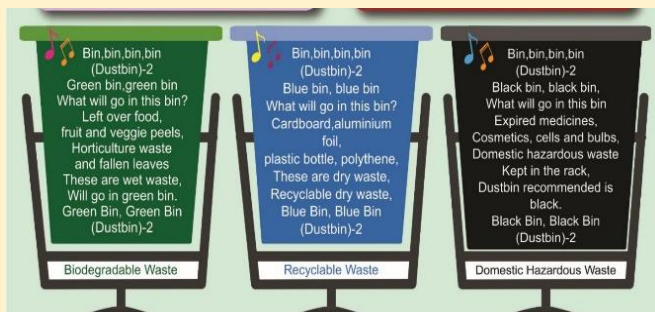 Bin,bin,bin,bin
(Dustbin)-2
Green bin,green bin
What will go in this bin?
Left over food,
fruit and veggie peels,
Horticulture waste
and fallen leaves
These are wet waste,
Will go in green bin.
Green Bin, Green Bin
(Dustbin)-2
Biodegradable Waste
Bin,bin,bin,bin
(Dustbin)-2
Blue bin, blue bin
What will go in this bin?
Cardboard,aluminium
foil,
plastic bottle, polythene,
These are dry waste,
Recyclable dry waste,
Blue Bin, Blue Bin
(Dustbin)-2
Recyclable Waste
Bin,bin,bin,bin
(Dustbin)-2
Black bin, black bin,
What will go in this bin
Expired medicines,
Cosmetics, cells and bulbs,
Domestic hazardous waste
Kept in the rack,
Dustbin recommended is
black.
Black Bin, Black Bin
(Dustbin)-2
Domestic Hazardous Waste